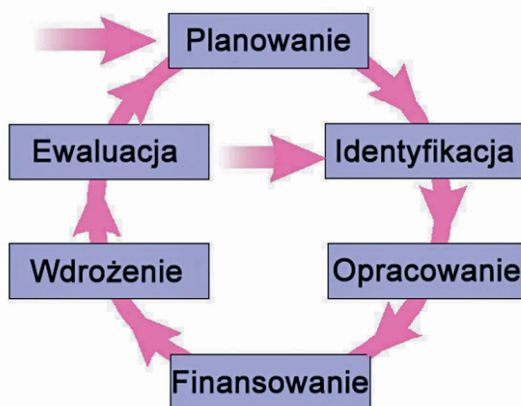 Planowanie
Ewaluacja
Identyfikacja
Wdrożenie
Opracowanie
Finansowanie